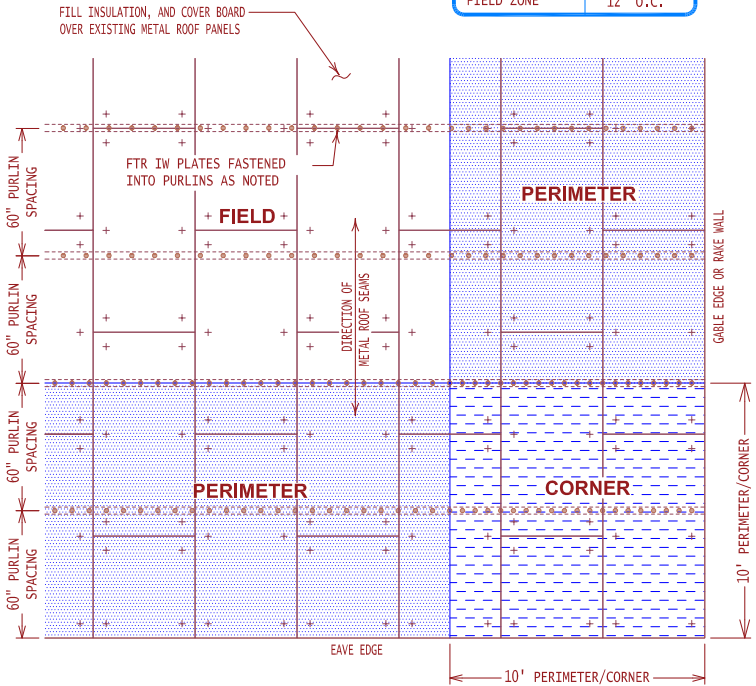 FILL INSULATION, AND COVER BOARD
OVER EXISTING METAL ROOF PANELS
FIELD ZONE
12" O.C.
FTR IW PLATES FASTENED
INTO PURLINS AS NOTED
FIELD
PERIMETER
60" PURLIN
SPACING
60" PURLIN
SPACING
60" PURLIN
SPACING
60" PURLIN
SPACING
DIRECTION OF
METAL ROOF SEAMS
GABLE EDGE OR RAKE WALL
PERIMETER
CORNER
10' PERIMETER/CORNER
EAVE EDGE
10' PERIMETER/CORNER